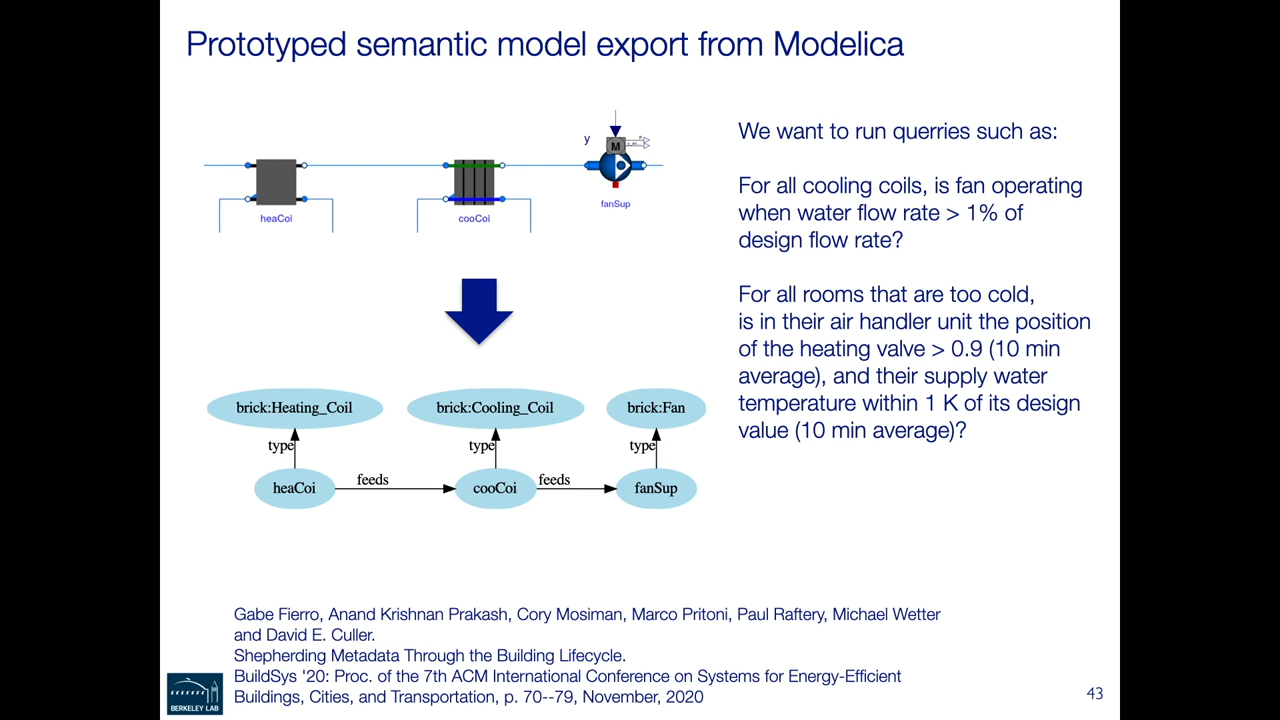 Prototyped semantic model export from Modelica
y
M
heaCoi
cooCoi
fanSup
We want to run querries such as:
For all cooling coils, is fan operating
when water flow rate > 1% of
design flow rate?
For all rooms that are too cold,
is in their air handler unit the position
of the heating valve > 0.9 (10 min
average), and their supply water
temperature within 1 K of its design
value (10 min average)?
brick:Heating_Coil
brick:Cooling_Coil
brick:Fan
type
type
type
heaCoi
feeds
cooCoi
feeds
fanSup
Gabe Fierro, Anand Krishnan Prakash, Cory Mosiman, Marco Pritoni, Paul Raftery, Michael Wetter
and David E. Culler.
Shepherding Metadata Through the Building Lifecycle.
BuildSys '20: Proc. of the 7th ACM International Conference on Systems for Energy-Efficient
Buildings, Cities, and Transportation, p. 70--79, November, 2020
BERKELEY LAB
43